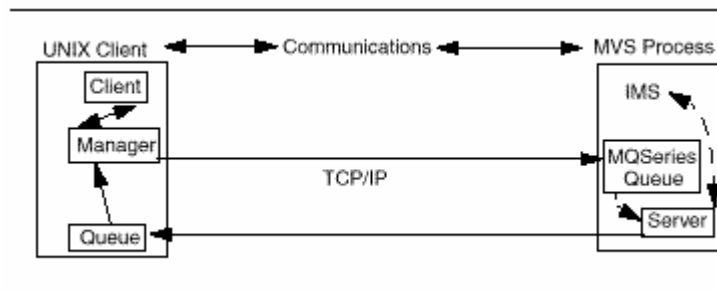 UNIX Client
Communications
MVS Process
Client
IMS
Manager
MQSeries
Queue
TCP/IP
Server
Queue